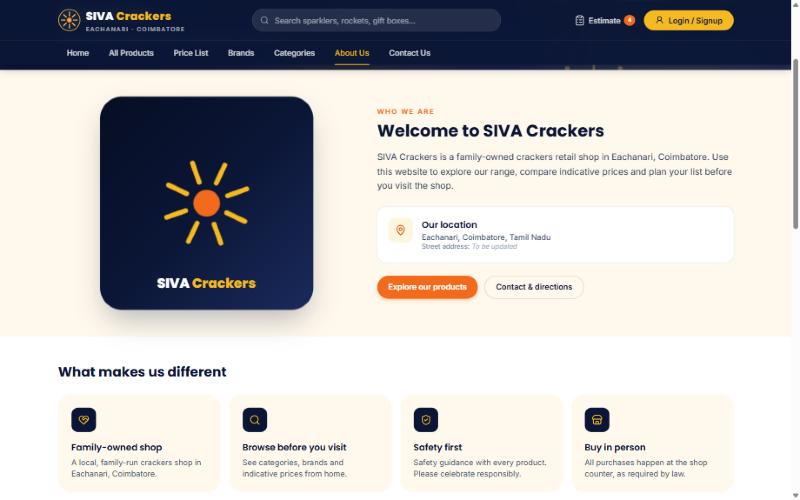 SIVA Crackers
EACHANARI · COIMBATORE
Search sparklers, rockets, gift boxes...
Estimate
Login / Signup
Home
All Products
Price List
Brands
Categories
About Us
Contact Us
SIVA Crackers
WHO WE ARE
Welcome to SIVA Crackers
SIVA Crackers is a family-owned crackers retail shop in Eachanari, Coimbatore. Use
this website to explore our range, compare indicative prices and plan your list before
you visit the shop.
Our location
Eachanari, Coimbatore, Tamil Nadu
Street address: To be updated
Explore our products
Contact & directions
What makes us different
Family-owned shop
A local, family-run crackers shop in
Eachanari, Coimbatore.
Browse before you visit
See categories, brands and
indicative prices from home.
Safety first
Safety guidance with every product.
Please celebrate responsibly.
Buy in person
All purchases happen at the shop
counter, as required by law.